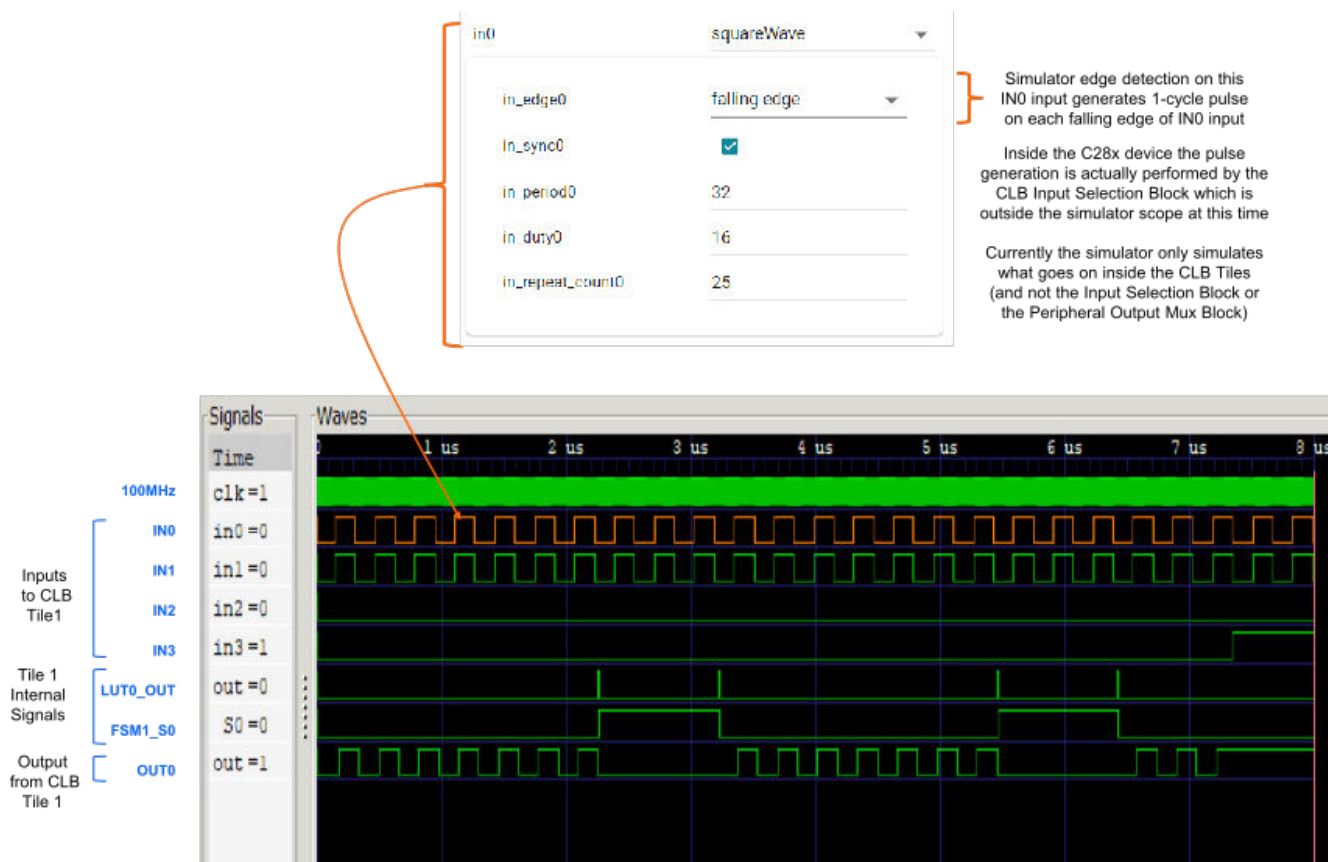 in0
squareWave
in_edge0
falling edge
in_sync0
in_period0
32
in_duty0
16
in_repeat_count0
25
Simulator edge detection on this
IN0 input generates 1-cycle pulse
on each falling edge of IN0 input
Inside the C28x device the pulse
generation is actually performed by the
CLB Input Selection Block which is
outside the simulator scope at this time
Currently the simulator only simulates
what goes on inside the CLB Tiles
(and not the Input Selection Block or
the Peripheral Output Mux Block)
Signals
Waves
Time
1 us
2 us
3 us
4 us
5 us
6 us
7 us
8 us
100MHz
clk=1
Inputs
to CLB
Tile1
IN0
in0=0
IN1
in1=0
IN2
in2=0
IN3
in3=1
Tile 1
Internal
Signals
LUT0_OUT
out=0
FSM1_S0
S0=0
Output
from CLB
Tile 1
OUT0
out=1